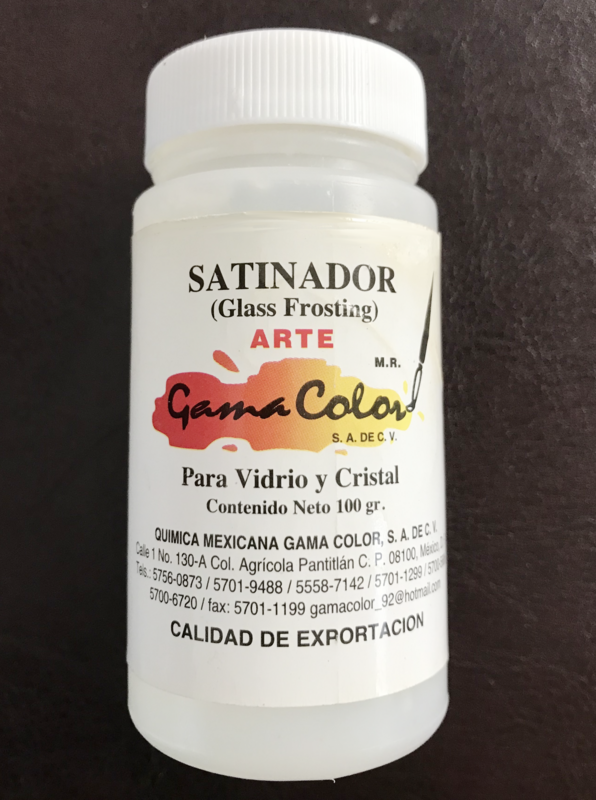 SATINADOR
(Glass Frosting)
ARTE
M.R.
Gama Color
S. A. DE C. V.
Para Vidrio y Cristal
Contenido Neto 100 gr.
QUIMICA MEXICANA GAMA COLOR, S. A. DE C. V.
Calle 1 No. 130-A Col. Agrícola Pantitlán C. P. 08100, México,
Tels.: 5756-0873 / 5701-9488 / 5558-7142 / 5701-1299 /
5700-6720 / fax: 5701-1199 gamacolor_92@hotmail.com
CALIDAD DE EXPORTACION